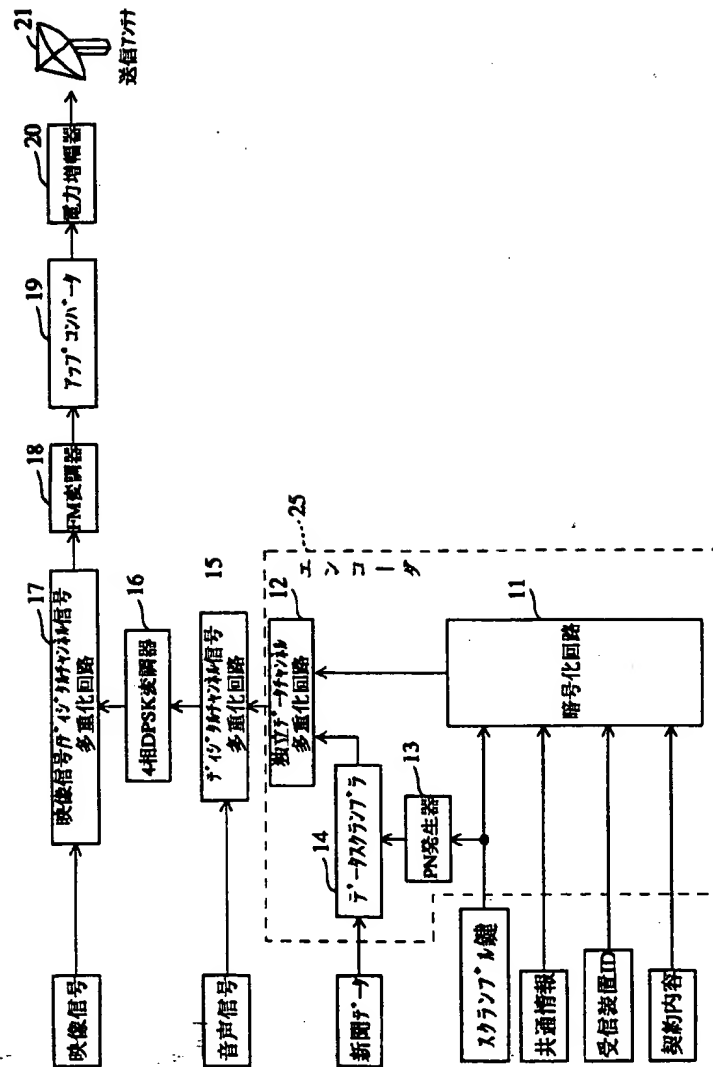 映像信号
映像信号/ディジタルチャンネル信号
多重化回路
17
FM変調器
18
アップコンバータ
19
電力増幅器
20
21
送信アンテナ
4相DPSK変調器
16
音声信号
ディジタルチャンネル信号
多重化回路
15
エンコーダ
25
独立データチャンネル
多重化回路
12
新聞データ
データスクランブラ
14
PN発生器
13
暗号化回路
11
スクランブル鍵
共通情報
受信装置ID
契約内容